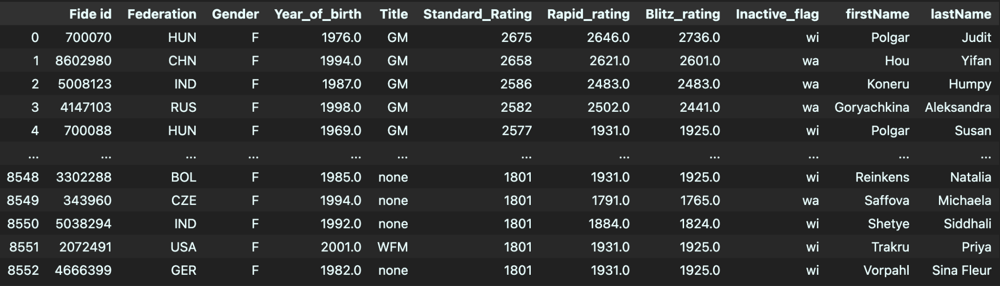 Fide id Federation Gender Year_of_birth Title Standard_Rating Rapid_rating Blitz_rating Inactive_flag firstName lastName
0 700070 HUN F 1976.0 GM 2675 2646.0 2736.0 wi Polgar Judit
1 8602980 CHN F 1994.0 GM 2658 2621.0 2601.0 wa Hou Yifan
2 5008123 IND F 1987.0 GM 2586 2483.0 2483.0 wa Koneru Humpy
3 4147103 RUS F 1998.0 GM 2582 2502.0 2441.0 wa Goryachkina Aleksandra
4 700088 HUN F 1969.0 GM 2577 1931.0 1925.0 wi Polgar Susan
... ... ... ... ... ... ... ... ... ... ... ...
8548 3302288 BOL F 1985.0 none 1801 1931.0 1925.0 wi Reinkens Natalia
8549 343960 CZE F 1994.0 none 1801 1791.0 1765.0 wa Saffova Michaela
8550 5038294 IND F 1992.0 none 1801 1884.0 1824.0 wi Shetye Siddhali
8551 2072491 USA F 2001.0 WFM 1801 1931.0 1925.0 wi Trakru Priya
8552 4666399 GER F 1982.0 none 1801 1931.0 1925.0 wi Vorpahl Sina Fleur